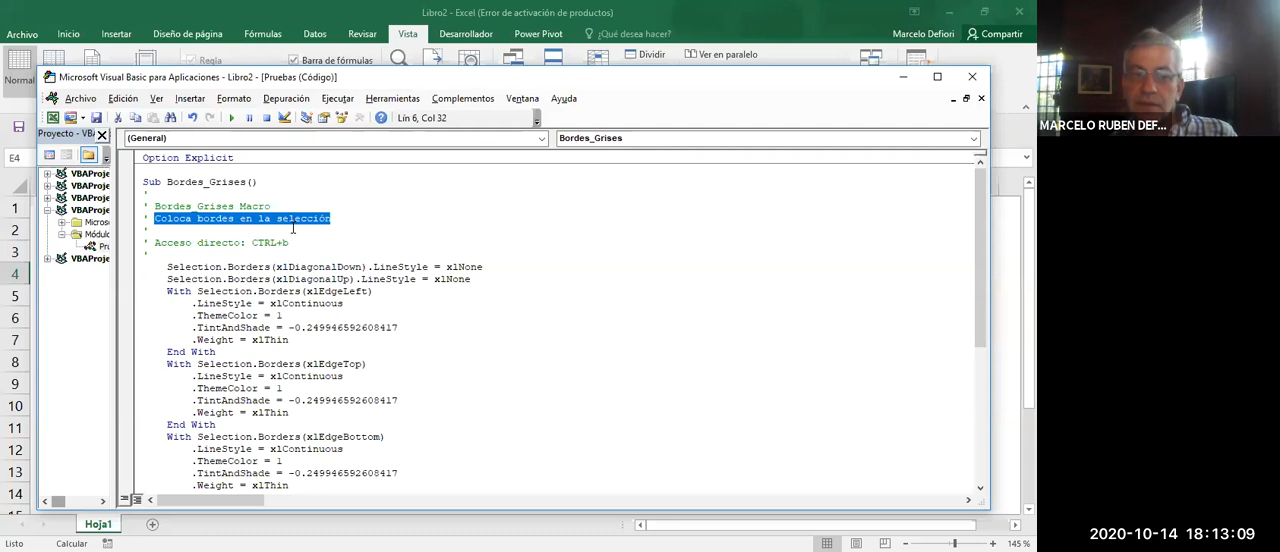 Libro2 - Excel (Error de activación de productos)
Archivo Inicio Insertar Diseño de página Fórmulas Datos Revisar Vista Desarrollador Power Pivot ¿Qué desea hacer? Marcelo Defiori Compartir
Normal Regla Barra de fórmulas Dividir Ver en paralelo
Microsoft Visual Basic para Aplicaciones - Libro2 - [Pruebas (Código)]
Archivo Edición Ver Insertar Formato Depuración Ejecutar Herramientas Complementos Ventana Ayuda
Lín 6, Col 32
Proyecto - VBA
(General) Bordes_Grises
E4
VBAProje
VBAProje
VBAProje
VBAProje
Micros
Módulo
Pru
VBAProje
Option Explicit
Sub Bordes_Grises()
'
' Bordes_Grises Macro
' Coloca bordes en la selección
'
' Acceso directo: CTRL+b
'
Selection.Borders(xlDiagonalDown).LineStyle = xlNone
Selection.Borders(xlDiagonalUp).LineStyle = xlNone
With Selection.Borders(xlEdgeLeft)
.LineStyle = xlContinuous
.ThemeColor = 1
.TintAndShade = -0.249946592608417
.Weight = xlThin
End With
With Selection.Borders(xlEdgeTop)
.LineStyle = xlContinuous
.ThemeColor = 1
.TintAndShade = -0.249946592608417
.Weight = xlThin
End With
With Selection.Borders(xlEdgeBottom)
.LineStyle = xlContinuous
.ThemeColor = 1
.TintAndShade = -0.249946592608417
.Weight = xlThin
1
2
3
4
5
6
7
8
9
10
11
12
13
14
Hoja1
Listo Calcular 145 %
MARCELO RUBEN DEF...
2020-10-14 18:13:09